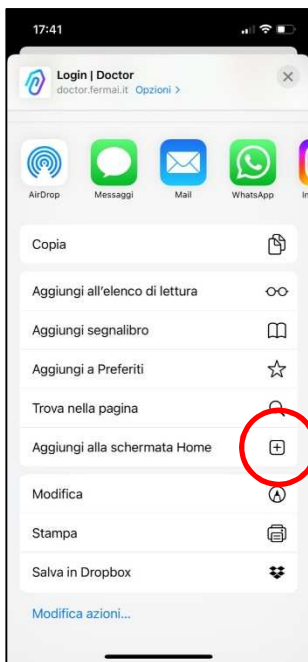 17:41
Login | Doctor
doctor.fermai.it Opzioni >
AirDrop Messaggi Mail WhatsApp
Copia
Aggiungi all'elenco di lettura
Aggiungi segnalibro
Aggiungi a Preferiti
Trova nella pagina
Aggiungi alla schermata Home
Modifica
Stampa
Salva in Dropbox
Modifica azioni...